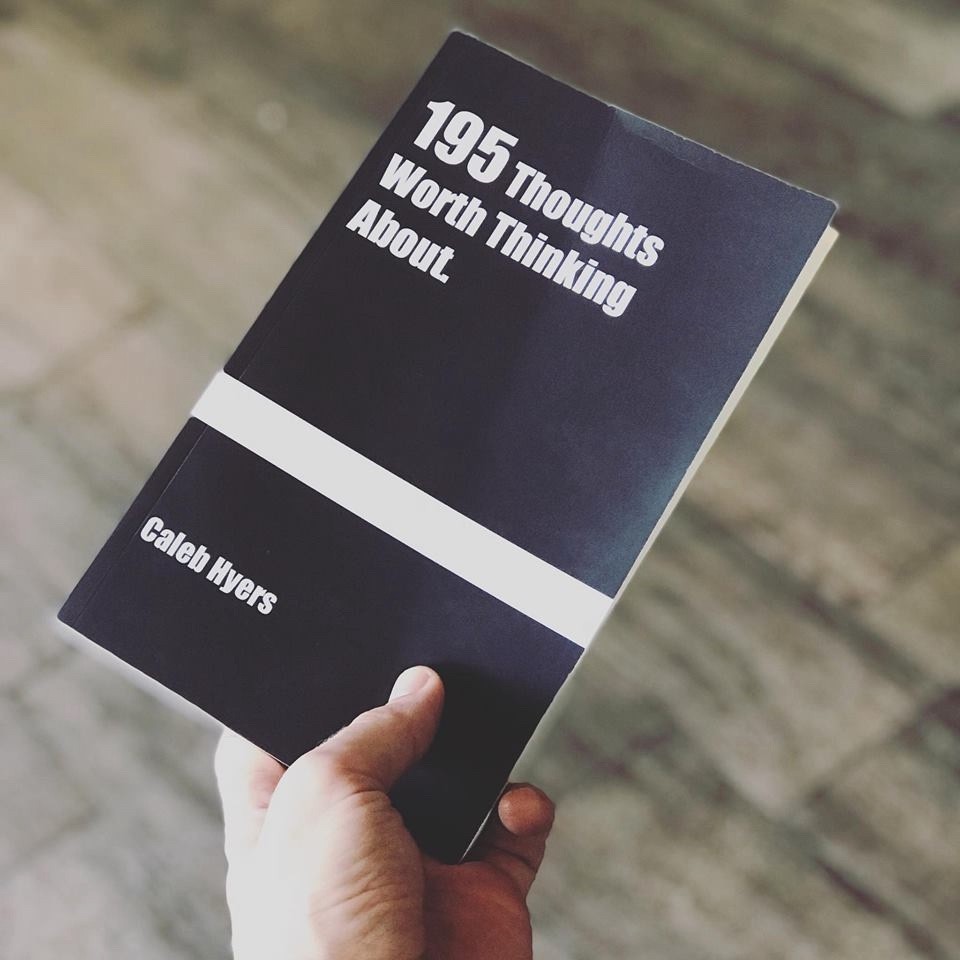 195 Thoughts
Worth Thinking
About.
Caleb Hyers